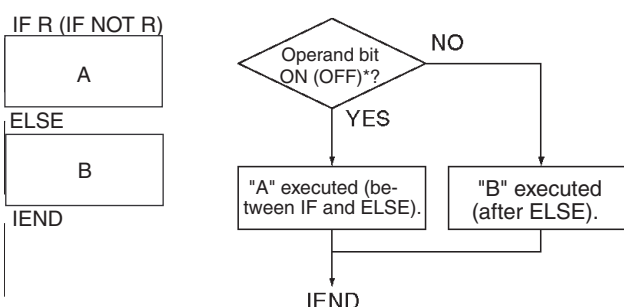 IF R (IF NOT R)
A
ELSE
B
IEND
Operand bit
ON (OFF)*?
NO
YES
"A" executed (be-
tween IF and ELSE).
"B" executed
(after ELSE).
IEND